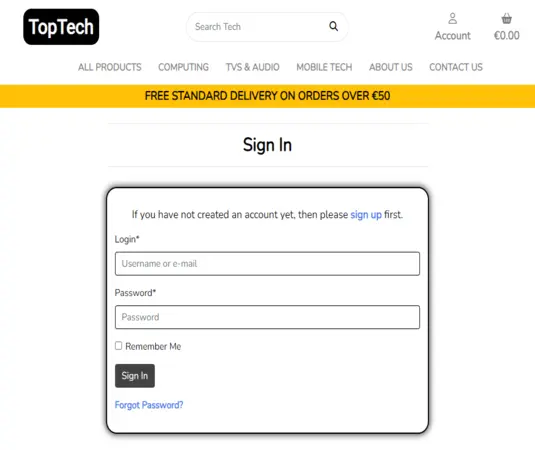 TopTech
Search Tech
Account
€0.00
ALL PRODUCTS COMPUTING TVS & AUDIO MOBILE TECH ABOUT US CONTACT US
FREE STANDARD DELIVERY ON ORDERS OVER €50
Sign In
If you have not created an account yet, then please sign up first.
Login*
Username or e-mail
Password*
Password
Remember Me
Sign In
Forgot Password?